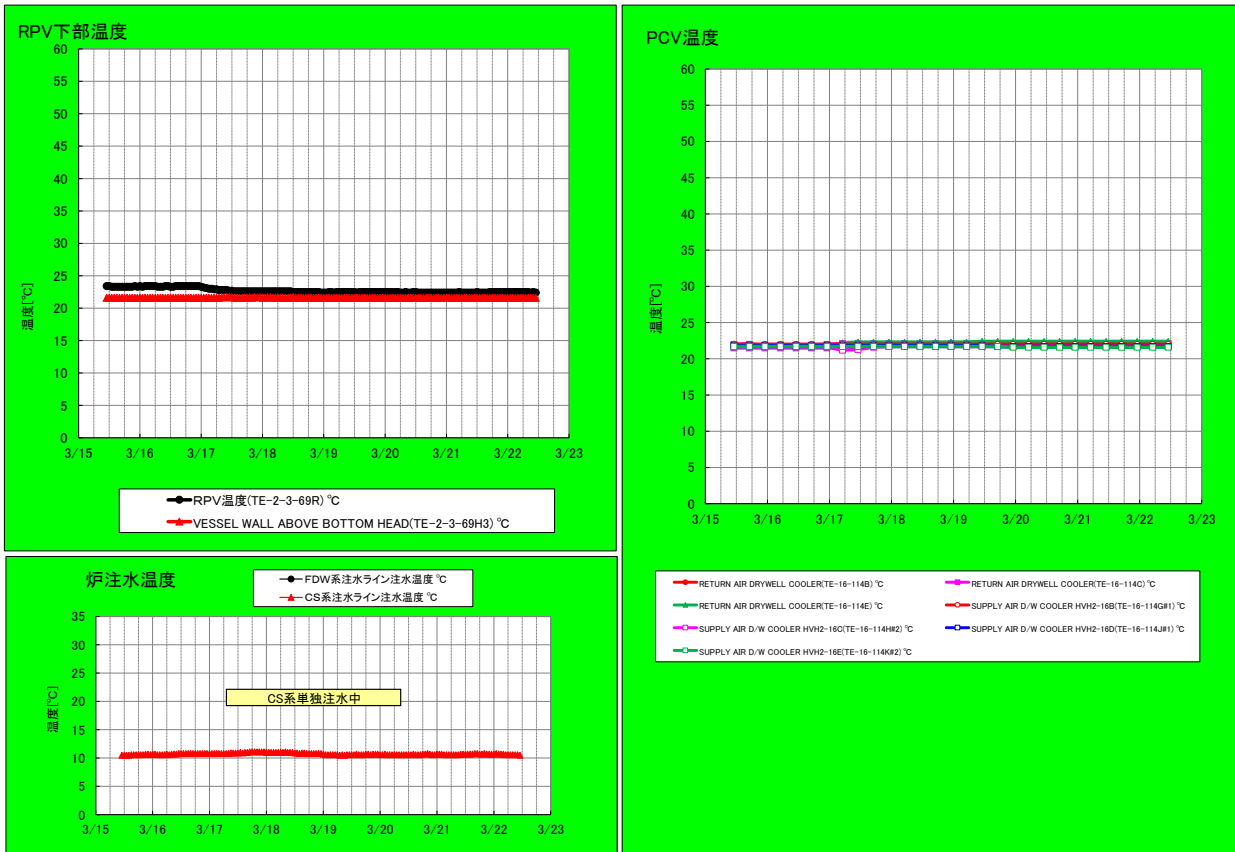 RPV下部温度
60
55
50
45
40
35
30
25
20
15
10
5
0
温度[℃]
3/15 3/16 3/17 3/18 3/19 3/20 3/21 3/22 3/23
RPV温度(TE-2-3-69R) ℃
VESSEL WALL ABOVE BOTTOM HEAD(TE-2-3-69H3) ℃
炉注水温度
FDW系注水ライン注水温度 ℃
CS系注水ライン注水温度 ℃
35
30
25
20
15
10
5
0
温度[℃]
CS系単独注水中
3/15 3/16 3/17 3/18 3/19 3/20 3/21 3/22 3/23
PCV温度
60
55
50
45
40
35
30
25
20
15
10
5
0
温度[℃]
3/15 3/16 3/17 3/18 3/19 3/20 3/21 3/22 3/23
RETURN AIR DRYWELL COOLER(TE-16-114B) ℃
RETURN AIR DRYWELL COOLER(TE-16-114C) ℃
RETURN AIR DRYWELL COOLER(TE-16-114E) ℃
SUPPLY AIR D/W COOLER HVH2-16B(TE-16-114G#1) ℃
SUPPLY AIR D/W COOLER HVH2-16C(TE-16-114H#2) ℃
SUPPLY AIR D/W COOLER HVH2-16D(TE-16-114J#1) ℃
SUPPLY AIR D/W COOLER HVH2-16E(TE-16-114K#2) ℃